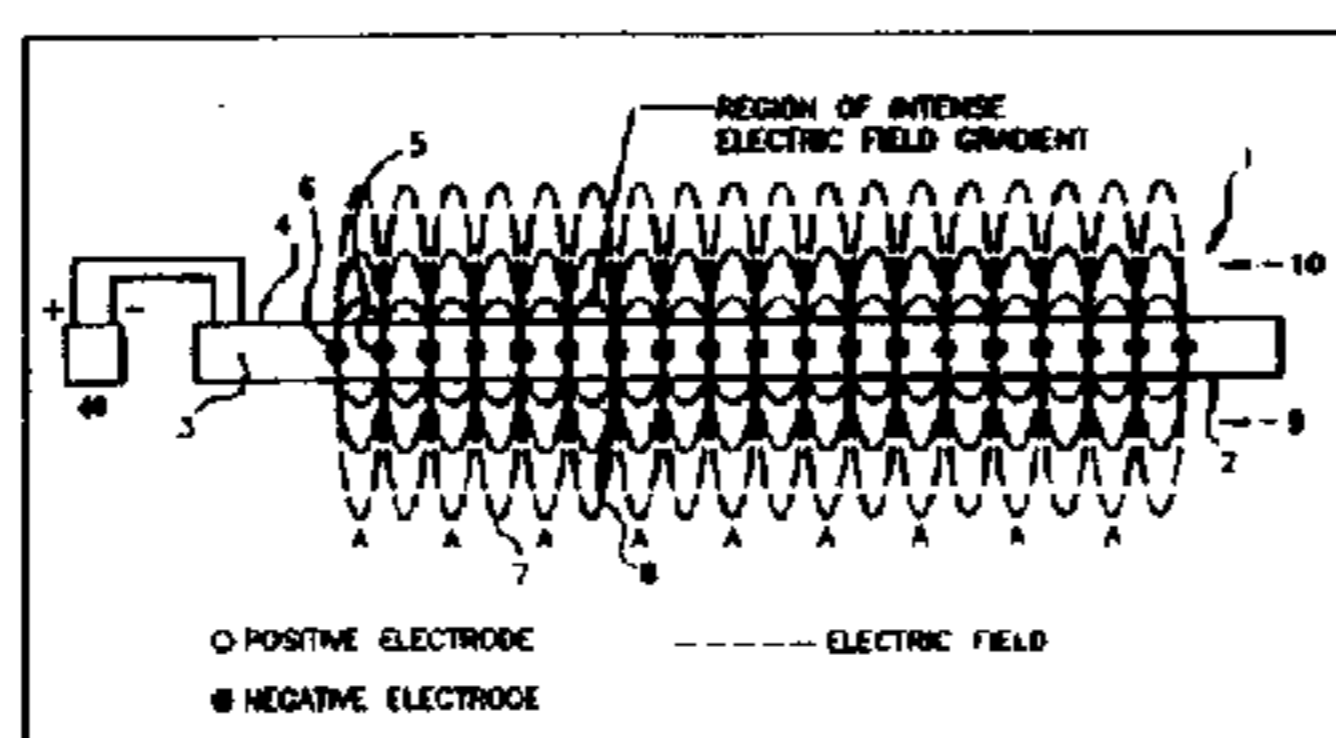 REGION OF INTENSE
ELECTRIC FIELD GRADIENT
1
5
6
4
10
+
-
3
9
2
A A A A A A A A A
7
8
POSITIVE ELECTRODE
ELECTRIC FIELD
NEGATIVE ELECTRODE